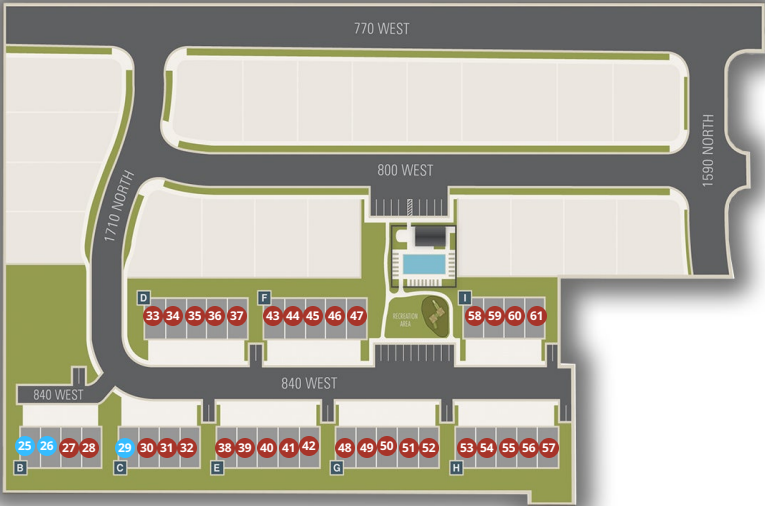 770 WEST
800 WEST
1590 NORTH
1710 NORTH
D
F
I
33 34 35 36 37
43 44 45 46 47
58 59 60 61
RECREATION
AREA
840 WEST
840 WEST
25 26 27 28
29 30 31 32
38 39 40 41 42
48 49 50 51 52
53 54 55 56 57
B
C
E
G
H